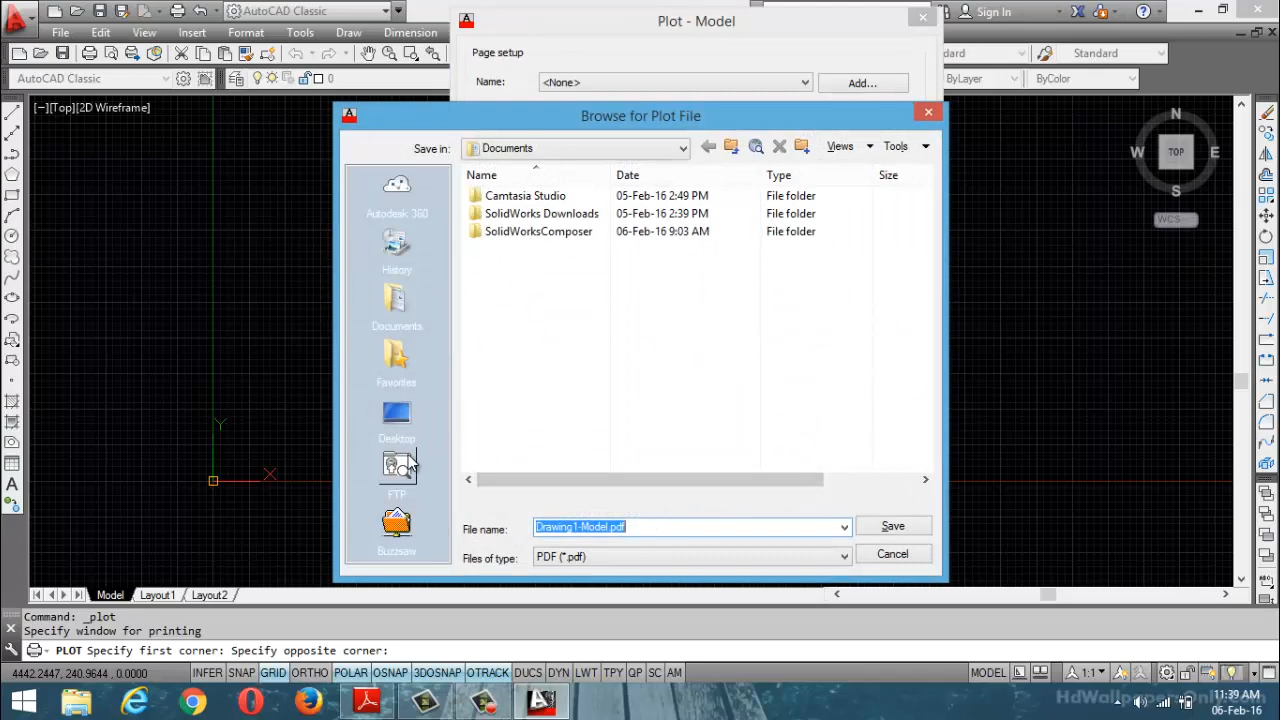 AutoCAD Classic
Plot - Model
Sign In
File Edit View Insert Format Tools Draw Dimension
Page setup
Standard
AutoCAD Classic
0
Name: <None> Add...
ByLayer ByColor
[−][Top][2D Wireframe]
Browse for Plot File
N
W TOP E
S
WCS
Save in: Documents Views Tools
Name Date Type Size
Camtasia Studio 05-Feb-16 2:49 PM File folder
SolidWorks Downloads 05-Feb-16 2:39 PM File folder
SolidWorksComposer 06-Feb-16 9:03 AM File folder
Autodesk 360
History
Documents
Favorites
Desktop
FTP
Buzzsaw
Y
X
File name: Drawing1-Model.pdf Save
Files of type: PDF (*.pdf) Cancel
Model Layout1 Layout2
Command: _plot
Specify window for printing
PLOT Specify first corner: Specify opposite corner:
4442.2447, 240.9644, 0.0000 INFER SNAP GRID ORTHO POLAR OSNAP 3DOSNAP OTRACK DUCS DYN LWT TPY QP SC AM MODEL 1:1
11:39 AM
06-Feb-16